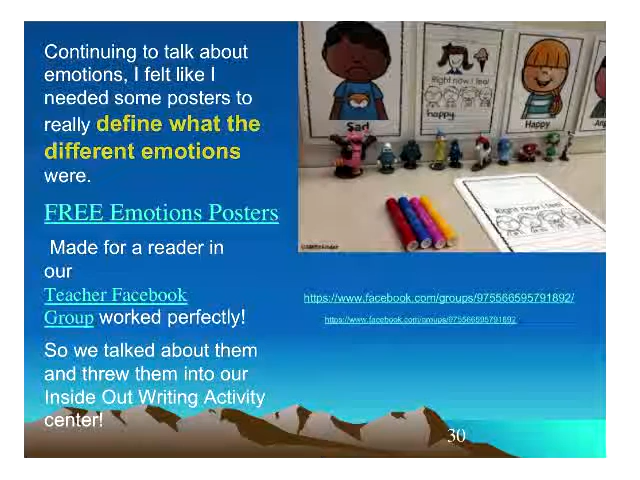 Continuing to talk about
emotions, I felt like I
needed some posters to
really define what the
different emotions
were.
FREE Emotions Posters
Made for a reader in
our
Teacher Facebook
Group worked perfectly!
So we talked about them
and threw them into our
Inside Out Writing Activity
center!
Sad
Right now I feel
happy
Happy
Ang
Right now I feel
https://www.facebook.com/groups/975566595791892/
https://www.facebook.com/groups/975566595791892/
30